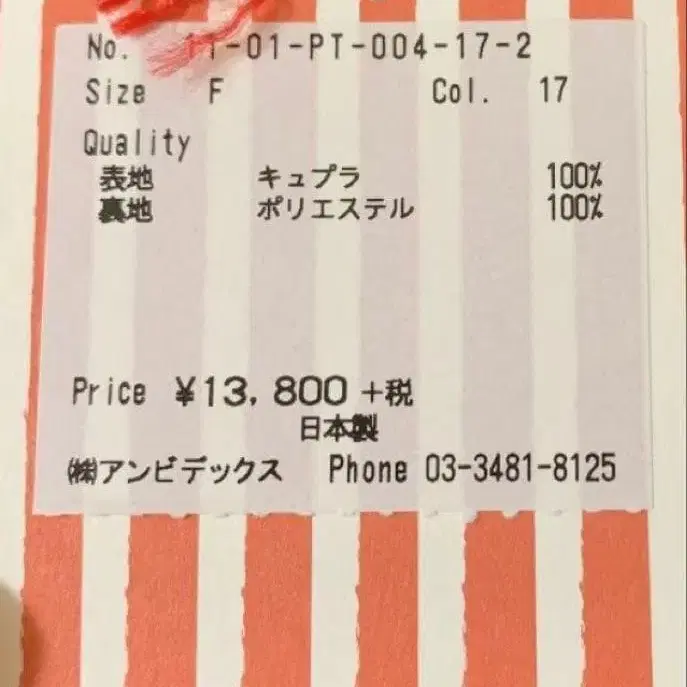 No. 11-01-PT-004-17-2
Size F Col. 17
Quality
表地 キュプラ 100%
裏地 ポリエステル 100%
Price ¥13,800+税
日本製
㈱アンビデックス Phone 03-3481-8125